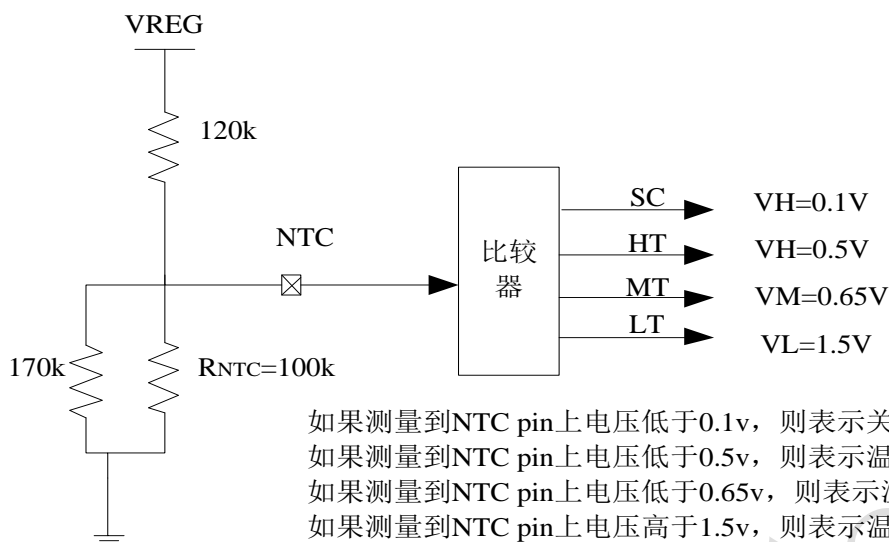 VREG
120k
NTC
SC
VH=0.1V
HT
VH=0.5V
比较
器
MT
VM=0.65V
LT
VL=1.5V
170k
RNTC=100k
如果测量到NTC pin上电压低于0.1v，则表示关
如果测量到NTC pin上电压低于0.5v，则表示温
如果测量到NTC pin上电压低于0.65v，则表示
如果测量到NTC pin上电压高于1.5v，则表示温